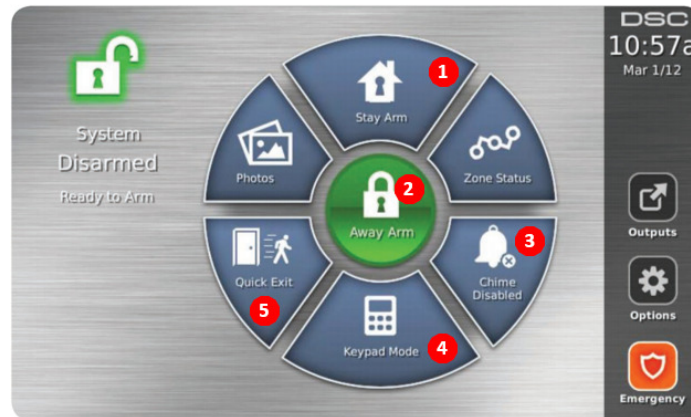 DSC
10:57a
Mar 1/12
System
Disarmed
Ready to Arm
1
Stay Arm
Photos
Zone Status
2
Away Arm
3
Chime
Disabled
Quick Exit
5
Keypad Mode
4
Outputs
Options
Emergency